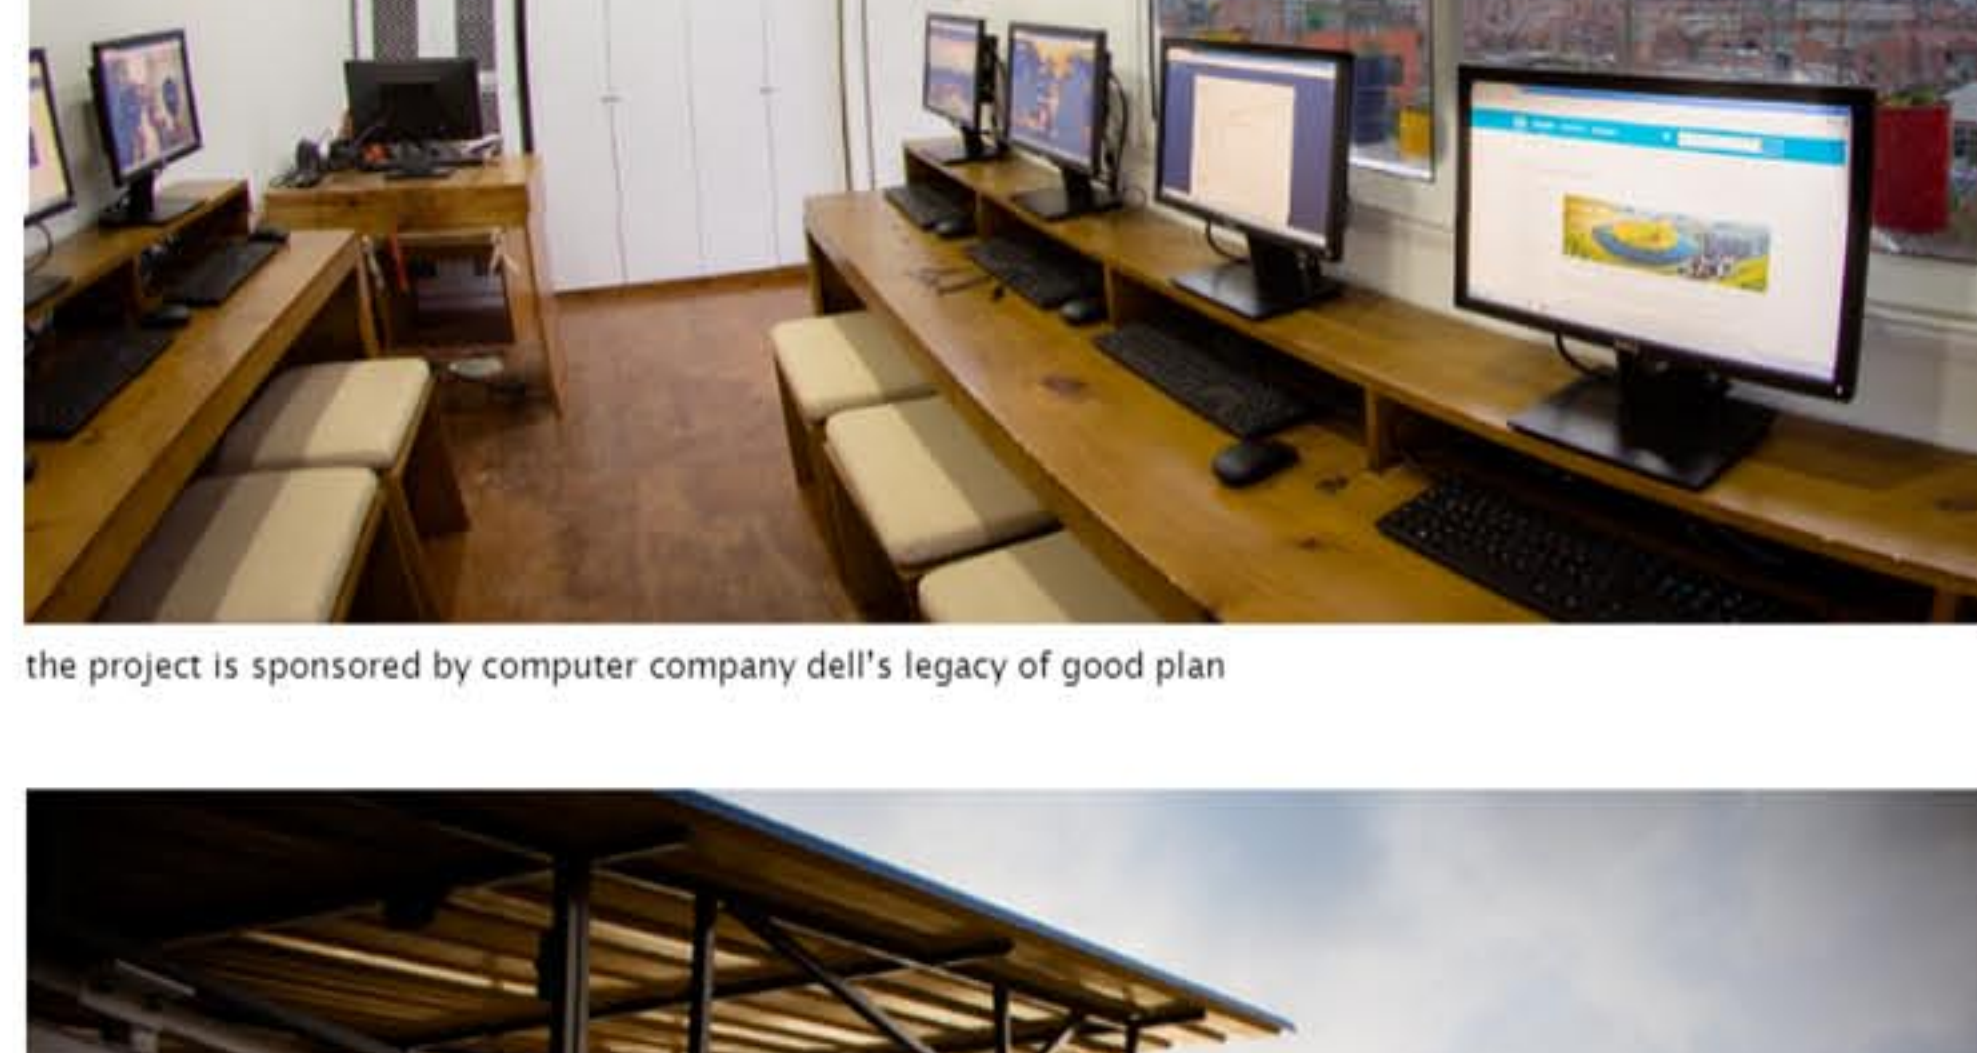 the project is sponsored by computer company dell's legacy of good plan